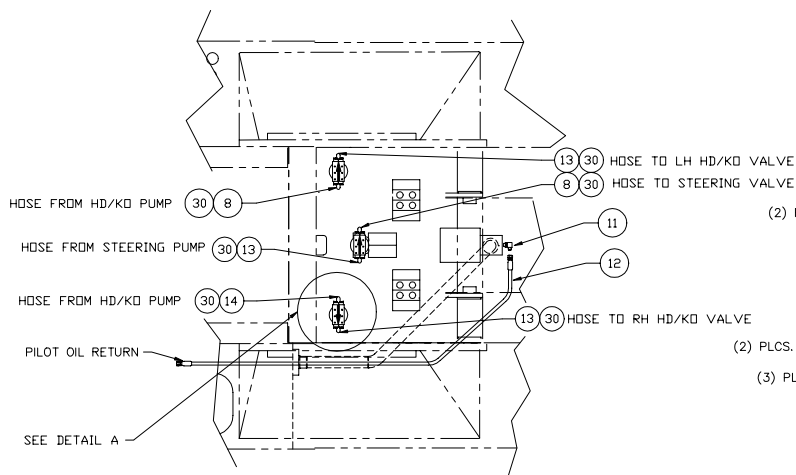 13 30 HOSE TO LH HD/KO VALVE
8 30 HOSE TO STEERING VALVE
HOSE FROM HD/KO PUMP 30 8
(2)
11
HOSE FROM STEERING PUMP 30 13
12
HOSE FROM HD/KO PUMP 30 14
13 30 HOSE TO RH HD/KO VALVE
(2) PLCS.
PILOT OIL RETURN
(3) PL
SEE DETAIL A